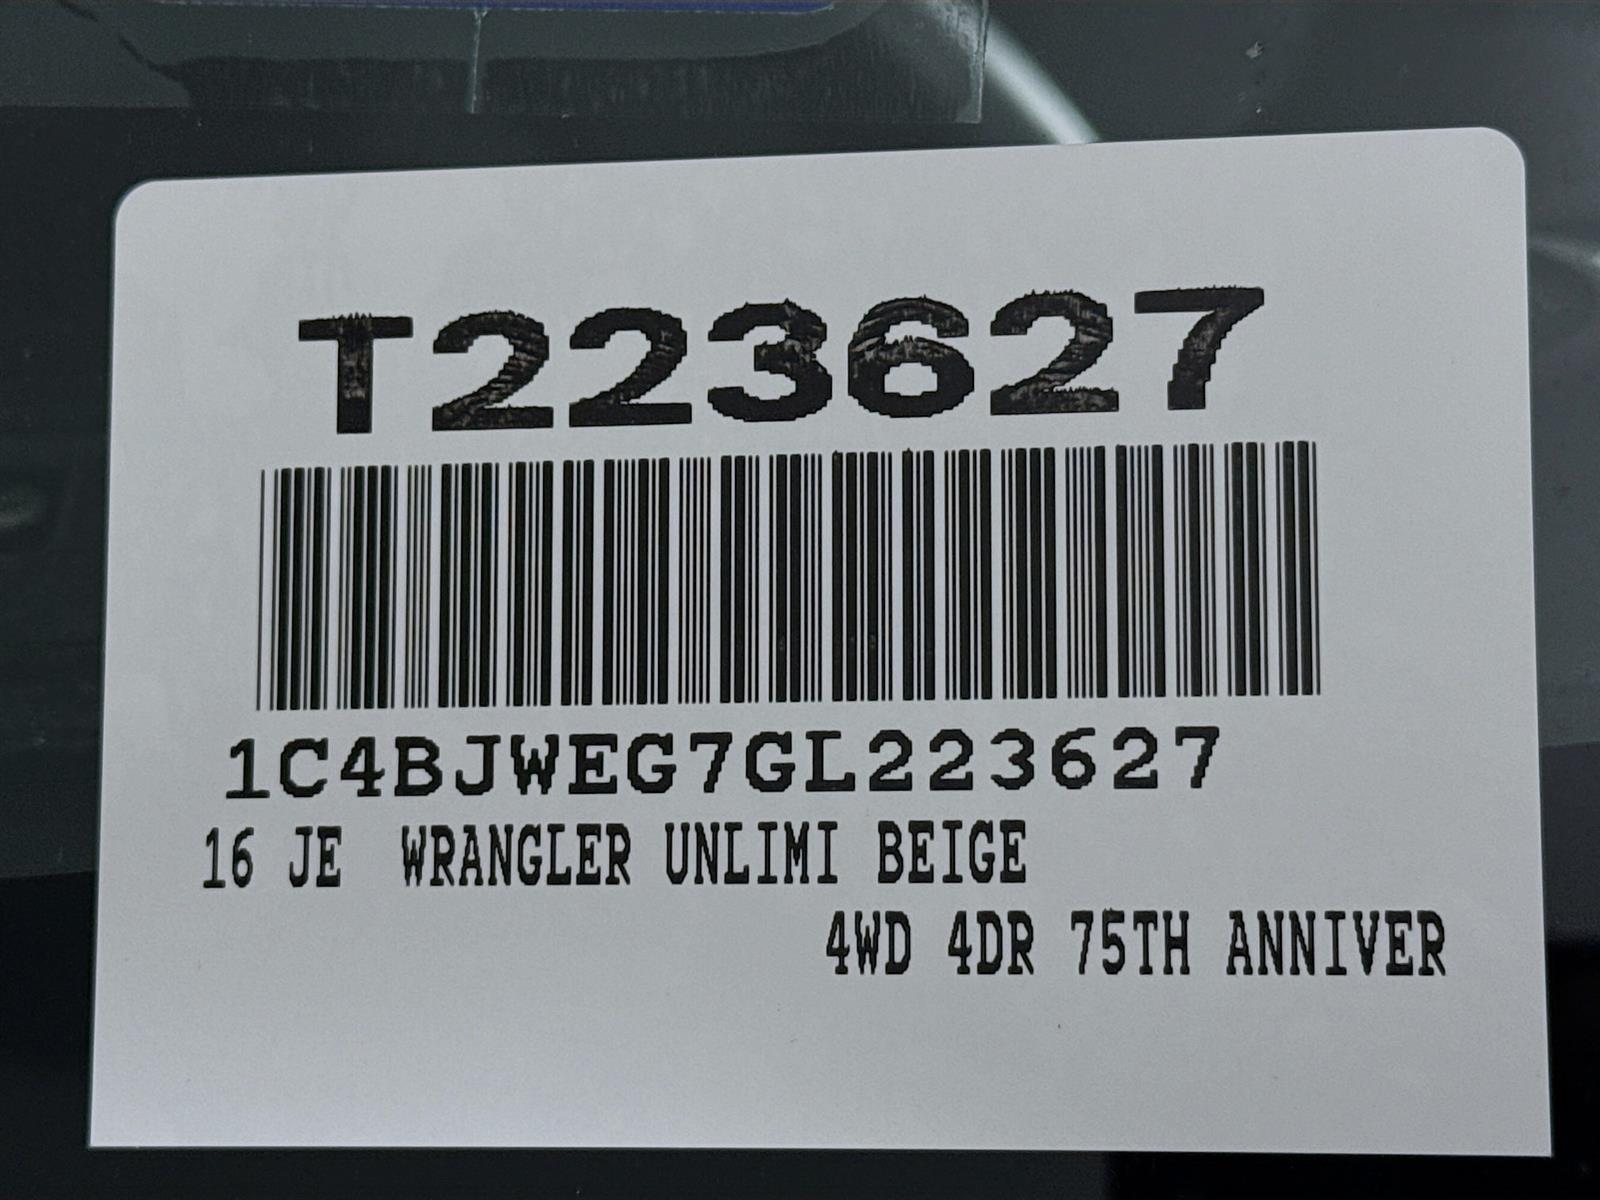 T223627
1C4BJWEG7GL223627
16 JE WRANGLER UNLIMI BEIGE
4WD 4DR 75TH ANNIVER